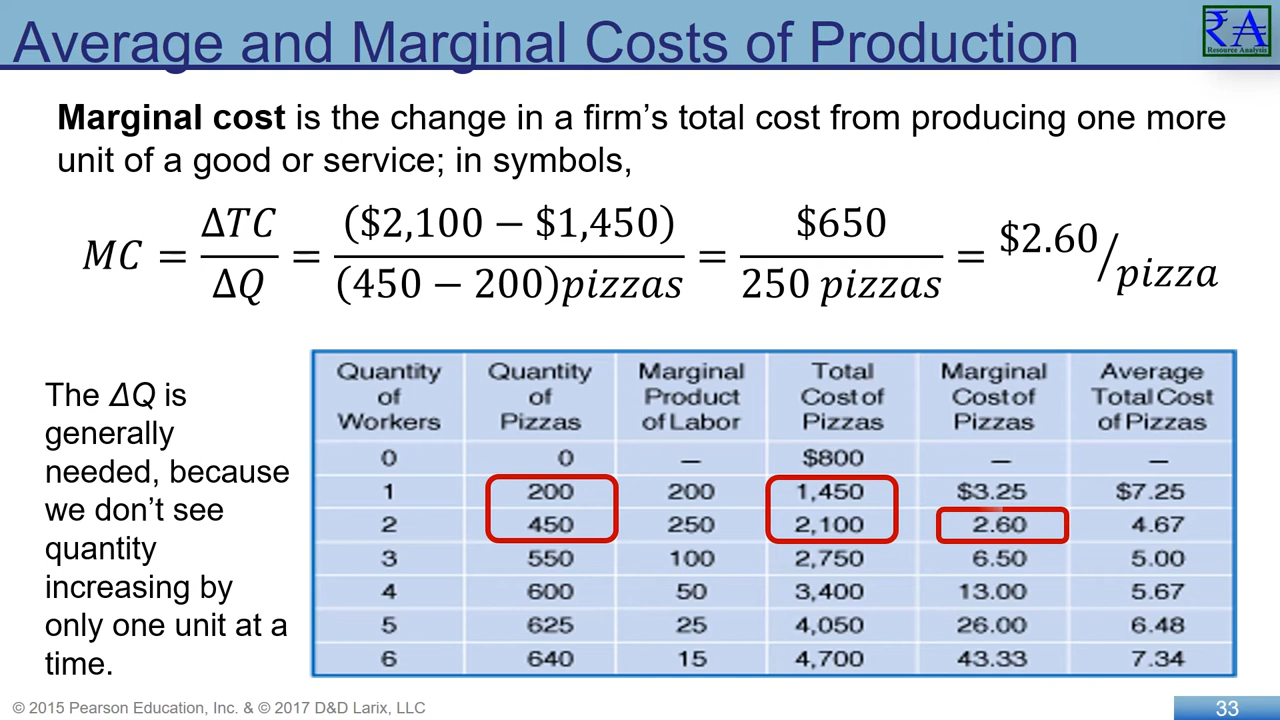 Average and Marginal Costs of Production
₹A
Resource Analysis
Marginal cost is the change in a firm’s total cost from producing one more
unit of a good or service; in symbols,
MC = ΔTC/ΔQ = ($2,100 − $1,450)/(450 − 200)pizzas = $650/250 pizzas = $2.60/pizza
The ΔQ is
generally
needed, because
we don’t see
quantity
increasing by
only one unit at a
time.
Quantity of Workers Quantity of Pizzas Marginal Product of Labor Total Cost of Pizzas Marginal Cost of Pizzas Average Total Cost of Pizzas
0 0 — $800 — —
1 200 200 1,450 $3.25 $7.25
2 450 250 2,100 2.60 4.67
3 550 100 2,750 6.50 5.00
4 600 50 3,400 13.00 5.67
5 625 25 4,050 26.00 6.48
6 640 15 4,700 43.33 7.34
© 2015 Pearson Education, Inc. & © 2017 D&D Larix, LLC
33